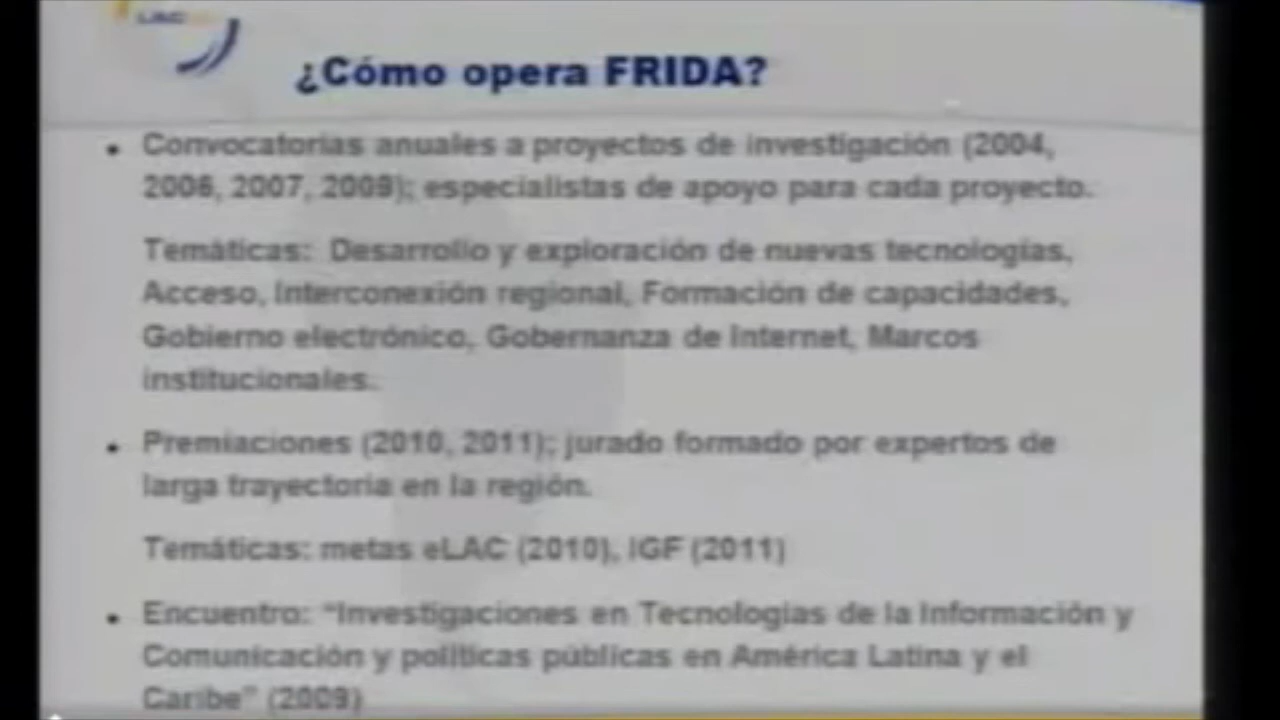 LAC
¿Cómo opera FRIDA?
• Convocatorias anuales a proyectos de investigación (2004,
2006, 2007, 2009); especialistas de apoyo para cada proyecto.
Temáticas: Desarrollo y exploración de nuevas tecnologías,
Acceso, Interconexión regional, Formación de capacidades,
Gobierno electrónico, Gobernanza de Internet, Marcos
institucionales.
• Premiaciones (2010, 2011); jurado formado por expertos de
larga trayectoria en la región.
Temáticas: metas eLAC (2010), IGF (2011)
• Encuentro: “Investigaciones en Tecnologías de la Información y
Comunicación y políticas públicas en América Latina y el
Caribe” (2009)